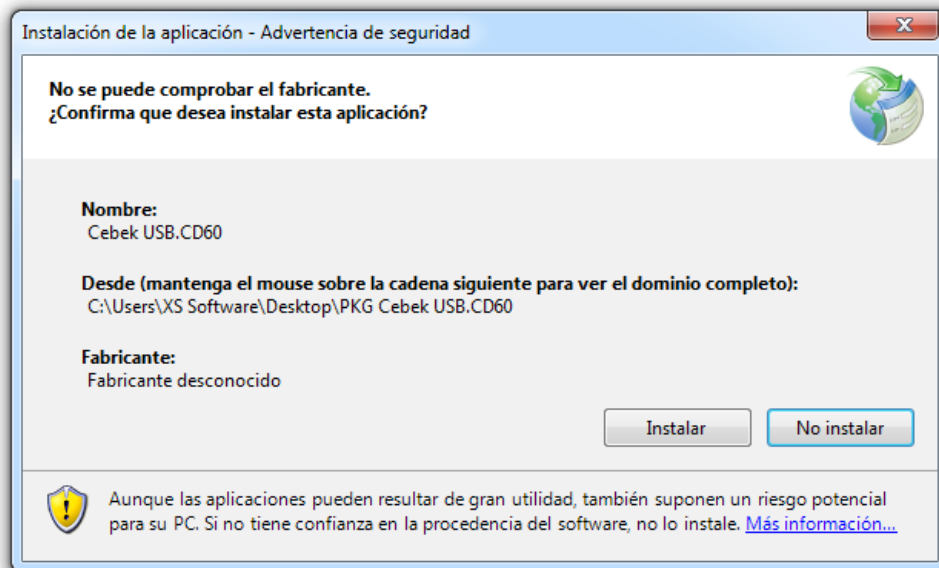 Instalación de la aplicación - Advertencia de seguridad
No se puede comprobar el fabricante.
¿Confirma que desea instalar esta aplicación?
Nombre:
Cebek USB.CD60
Desde (mantenga el mouse sobre la cadena siguiente para ver el dominio completo):
C:\Users\XS Software\Desktop\PKG Cebek USB.CD60
Fabricante:
Fabricante desconocido
Instalar No instalar
Aunque las aplicaciones pueden resultar de gran utilidad, también suponen un riesgo potencial
para su PC. Si no tiene confianza en la procedencia del software, no lo instale. Más información...